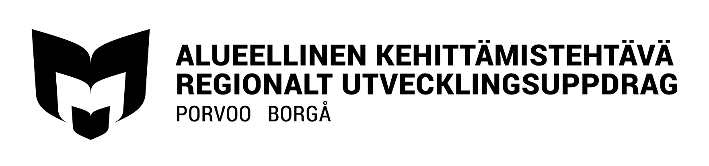 ALUEELLINEN KEHITTÄMISTEHTÄVÄ
REGIONALT UTVECKLINGSUPPDRAG
PORVOO BORGÅ